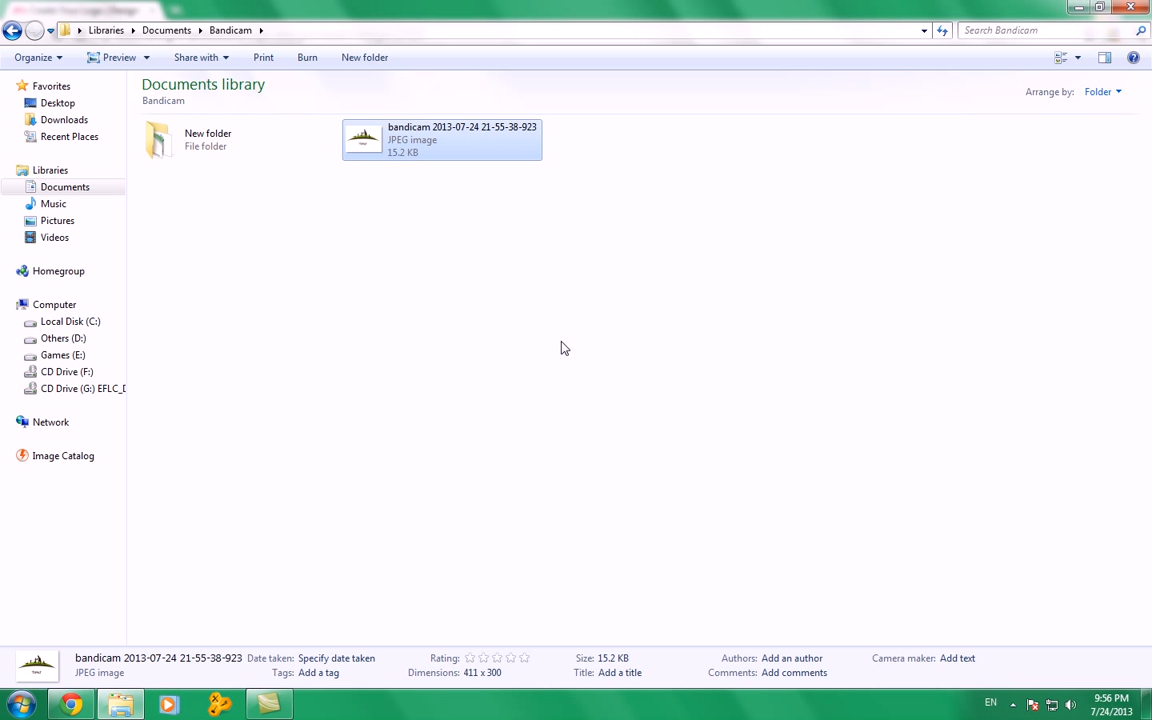 Libraries Documents Bandicam
Search Bandicam
Organize Preview Share with Print Burn New folder
Documents library
Bandicam
Arrange by: Folder
New folder
File folder
bandicam 2013-07-24 21-55-38-923
JPEG image
15.2 KB
Favorites
Desktop
Downloads
Recent Places
Libraries
Documents
Music
Pictures
Videos
Homegroup
Computer
Local Disk (C:)
Others (D:)
Games (E:)
CD Drive (F:)
CD Drive (G:) EFLC_D
Network
Image Catalog
bandicam 2013-07-24 21-55-38-923 Date taken: Specify date taken Rating: Size: 15.2 KB Authors: Add an author Camera maker: Add text
JPEG image Tags: Add a tag Dimensions: 411 x 300 Title: Add a title Comments: Add comments
EN
9:56 PM
7/24/2013